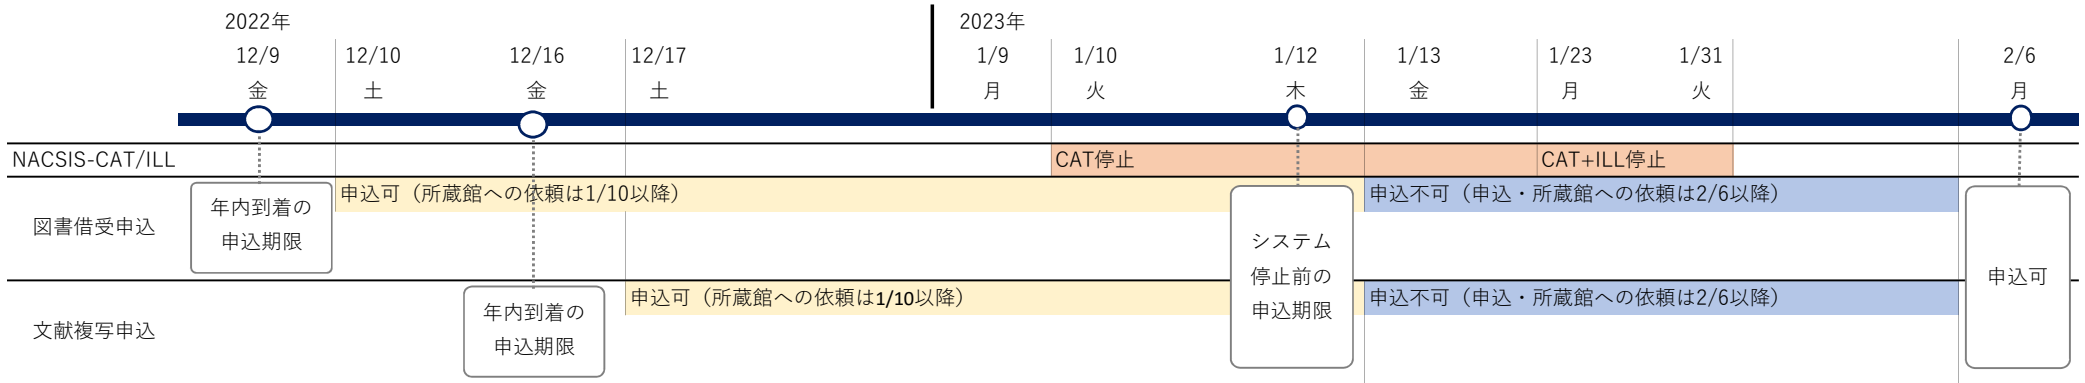 2022年
2023年
12/9
12/10
12/16
12/17
1/9
1/10
1/12
1/13
1/23
1/31
2/6
金
土
金
土
月
火
木
金
月
火
月
NACSIS-CAT/ILL
CAT停止
CAT+ILL停止
図書借受申込
年内到着の
申込期限
申込可（所蔵館への依頼は1/10以降）
システム
停止前の
申込期限
申込不可（申込・所蔵館への依頼は2/6以降）
申込可
文献複写申込
年内到着の
申込期限
申込可（所蔵館への依頼は1/10以降）
申込不可（申込・所蔵館への依頼は2/6以降）